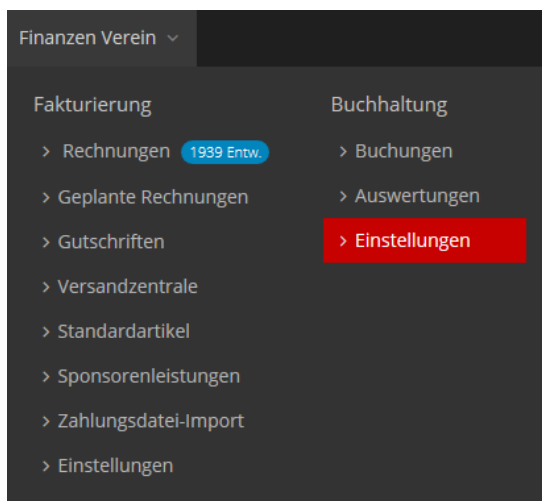 Finanzen Verein
Fakturierung
Rechnungen 1939 Entw.
Geplante Rechnungen
Gutschriften
Versandzentrale
Standardartikel
Sponsorenleistungen
Zahlungsdatei-Import
Einstellungen
Buchhaltung
Buchungen
Auswertungen
Einstellungen